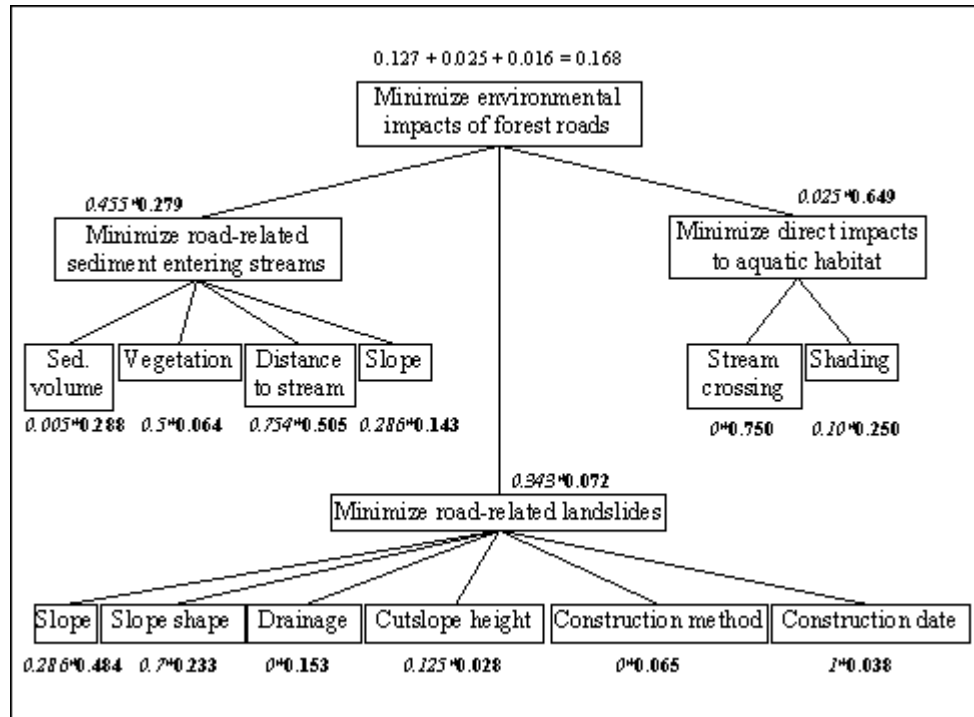 0.127 + 0.025 + 0.016 = 0.168
Minimize environmental
impacts of forest roads
0.455*0.279
Minimize road-related
sediment entering streams
0.025*0.649
Minimize direct impacts
to aquatic habitat
Sed.
volume
Vegetation
Distance
to stream
Slope
0.005*0.288 0.5*0.064 0.754*0.505 0.286*0.143
Stream
crossing
Shading
0*0.750 0.10*0.250
0.343*0.072
Minimize road-related landslides
Slope Slope shape Drainage Cutslope height Construction method Construction date
0.286*0.484 0.7*0.233 0*0.153 0.125*0.028 0*0.065 1*0.038